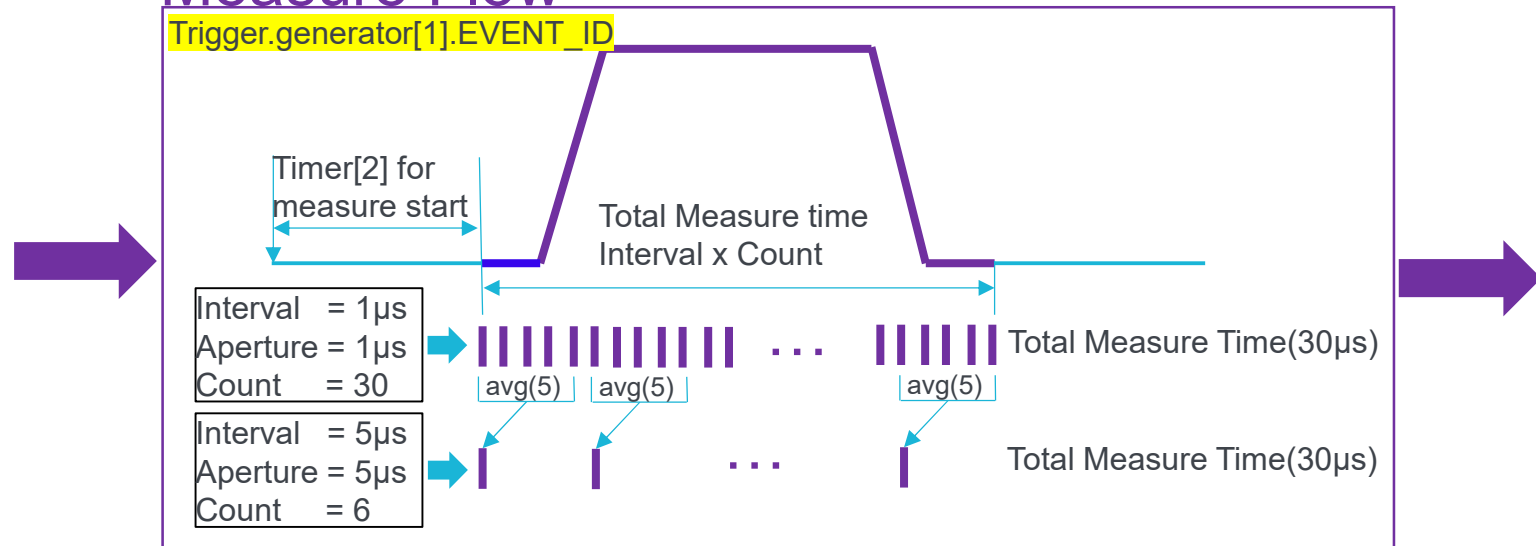 Measure Flow
Trigger.generator[1].EVENT_ID
Timer[2] for
measure start
Total Measure time
Interval x Count
Interval = 1µs
Aperture = 1µs
Count = 30
. . .
Total Measure Time(30µs)
avg(5)
avg(5)
avg(5)
Interval = 5µs
Aperture = 5µs
Count = 6
. . .
Total Measure Time(30µs)